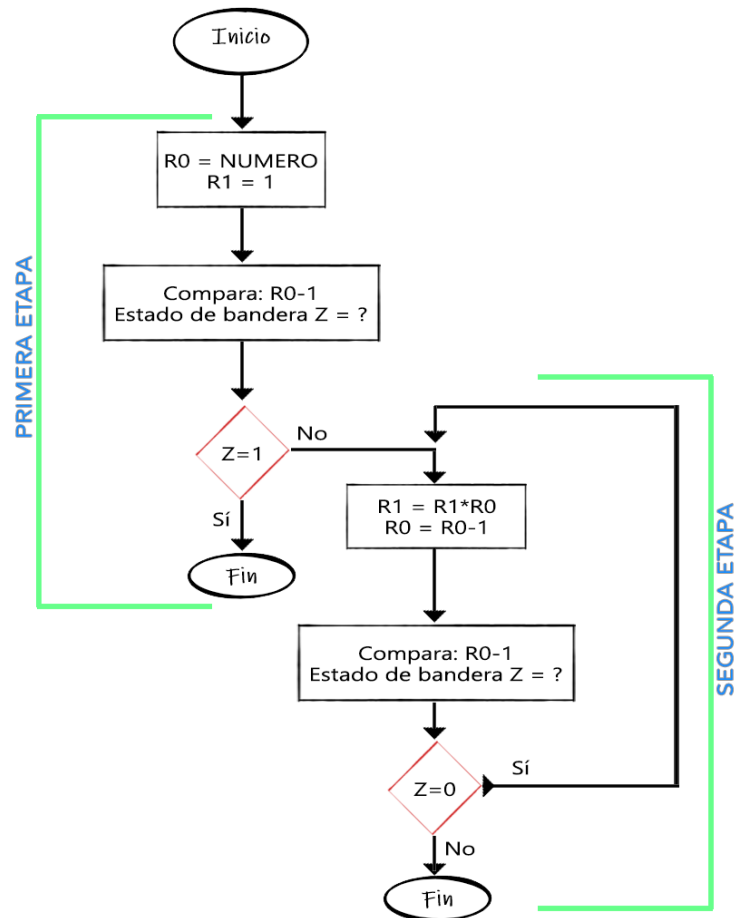 Inicio
PRIMERA ETAPA
R0 = NUMERO
R1 = 1
Compara: R0-1
Estado de bandera Z = ?
Z=1
No
Sí
Fin
SEGUNDA ETAPA
R1 = R1*R0
R0 = R0-1
Compara: R0-1
Estado de bandera Z = ?
Z=0
Sí
No
Fin